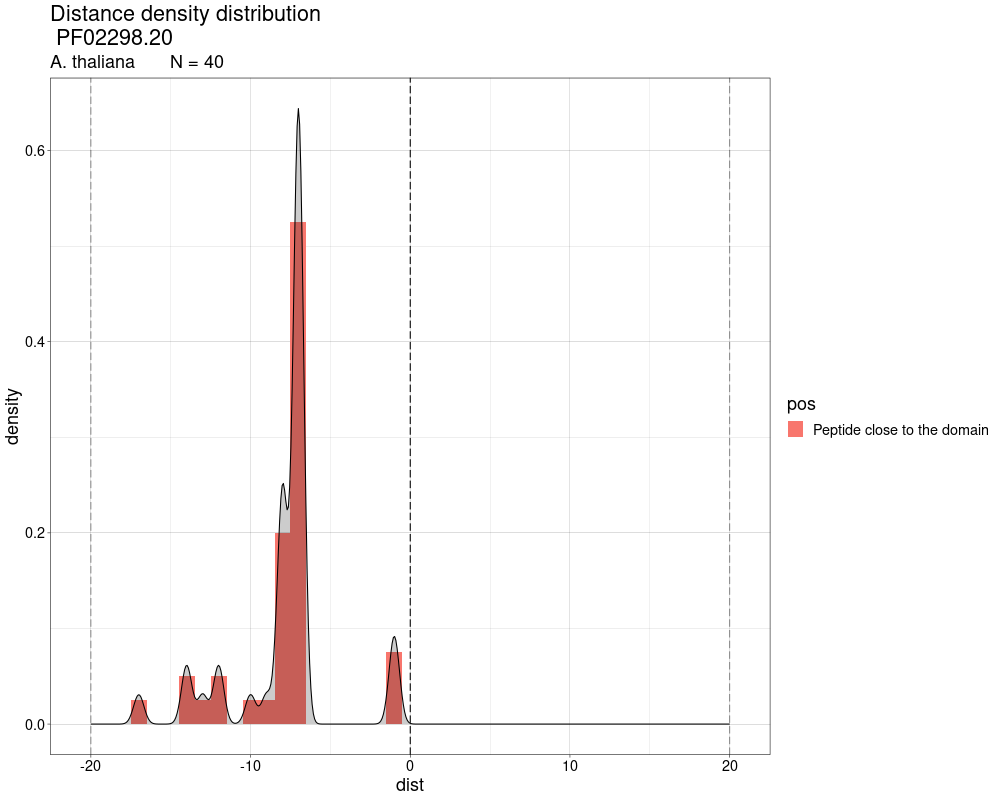 Distance density distribution
PF02298.20
A. thaliana N = 40
0.6
0.4
0.2
0.0
density
-20 -10 0 10 20
dist
pos
Peptide close to the domain